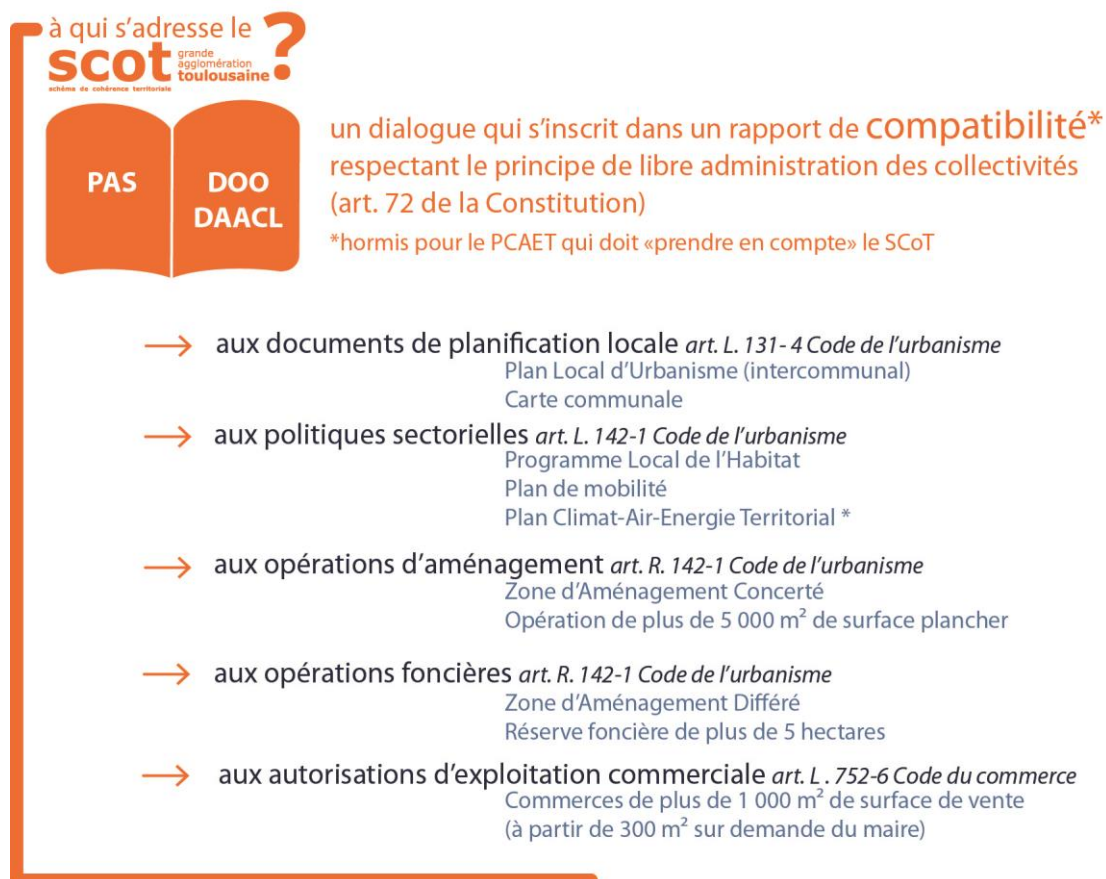 à qui s'adresse le
scot grande agglomération toulousaine ?
schéma de cohérence territoriale
PAS
DOO
DAACL
un dialogue qui s'inscrit dans un rapport de compatibilité*
respectant le principe de libre administration des collectivités
(art. 72 de la Constitution)
*hormis pour le PCAET qui doit «prendre en compte» le SCoT
→ aux documents de planification locale art. L. 131- 4 Code de l'urbanisme
Plan Local d'Urbanisme (intercommunal)
Carte communale
→ aux politiques sectorielles art. L. 142-1 Code de l'urbanisme
Programme Local de l'Habitat
Plan de mobilité
Plan Climat-Air-Energie Territorial *
→ aux opérations d'aménagement art. R. 142-1 Code de l'urbanisme
Zone d'Aménagement Concerté
Opération de plus de 5 000 m² de surface plancher
→ aux opérations foncières art. R. 142-1 Code de l'urbanisme
Zone d'Aménagement Différé
Réserve foncière de plus de 5 hectares
→ aux autorisations d'exploitation commerciale art. L . 752-6 Code du commerce
Commerces de plus de 1 000 m² de surface de vente
(à partir de 300 m² sur demande du maire)